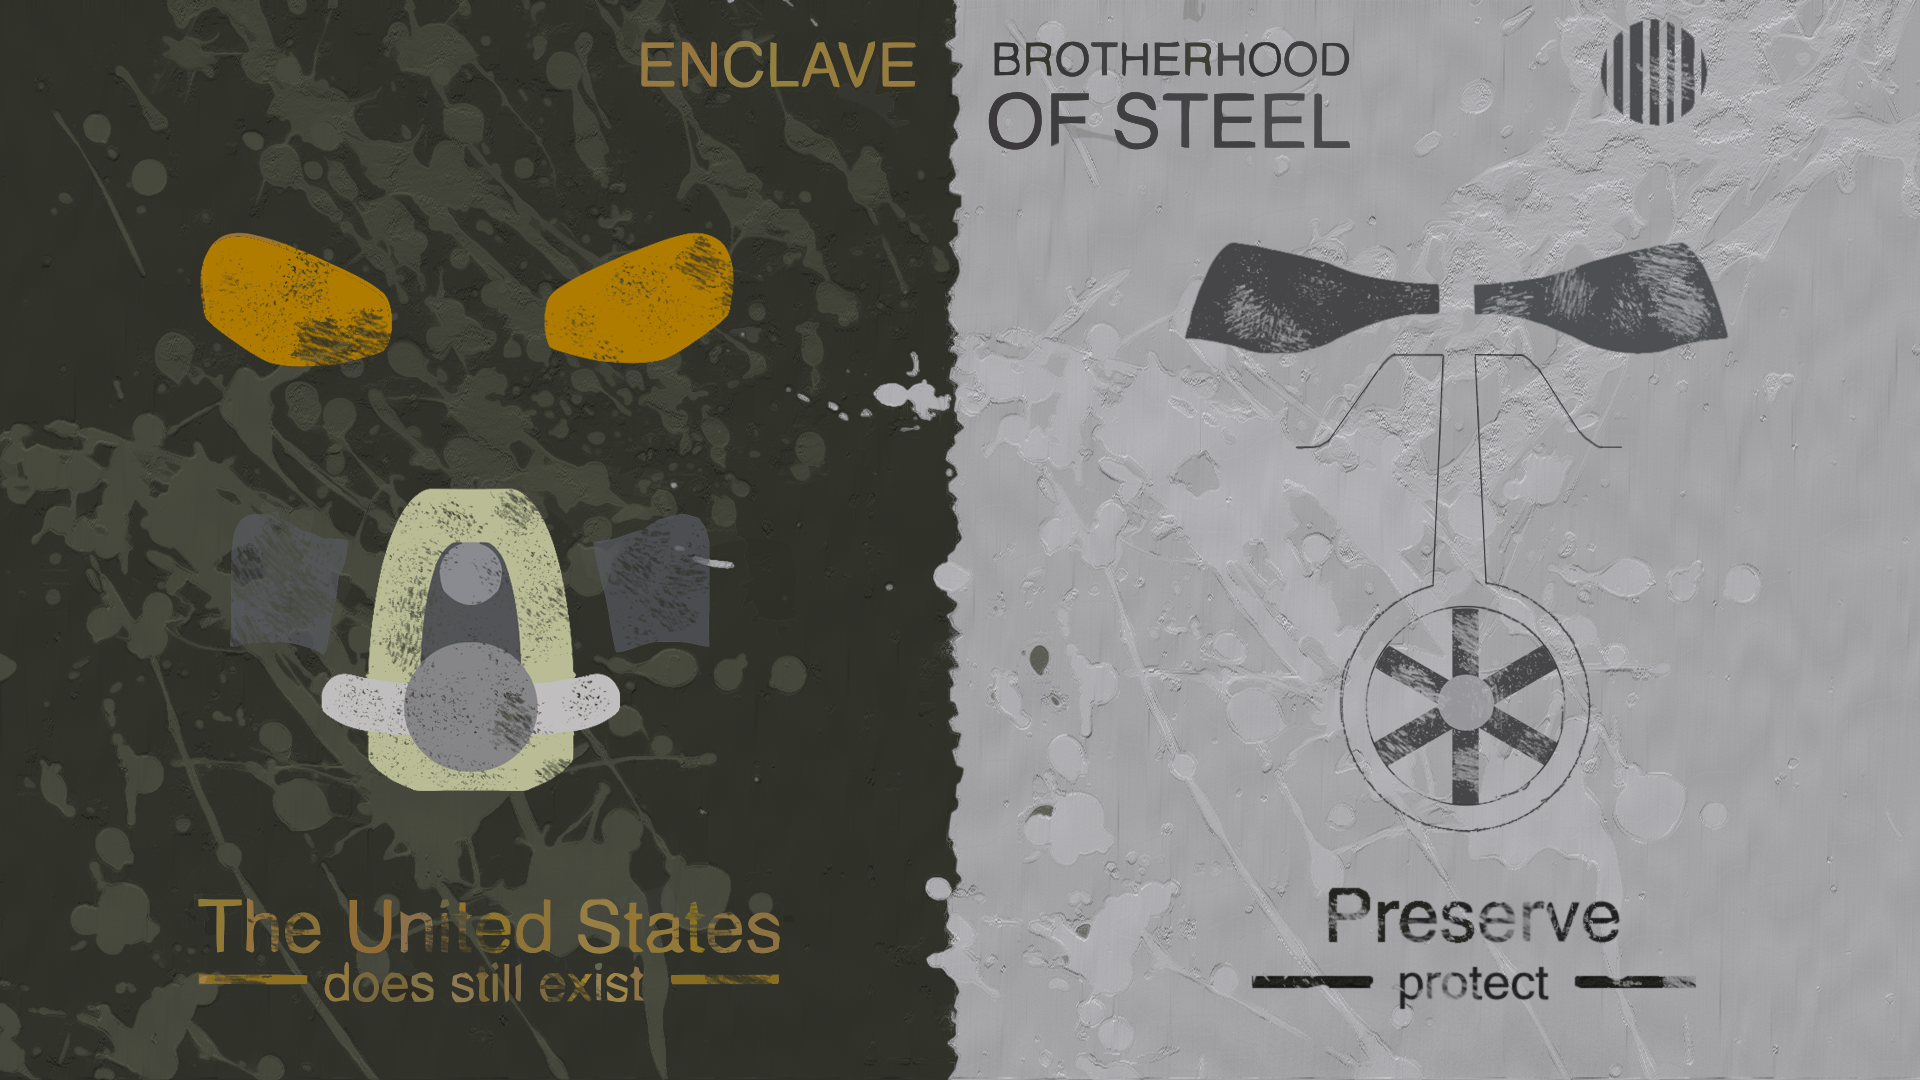 ENCLAVE
The United States
does still exist
BROTHERHOOD
OF STEEL
Preserve
protect